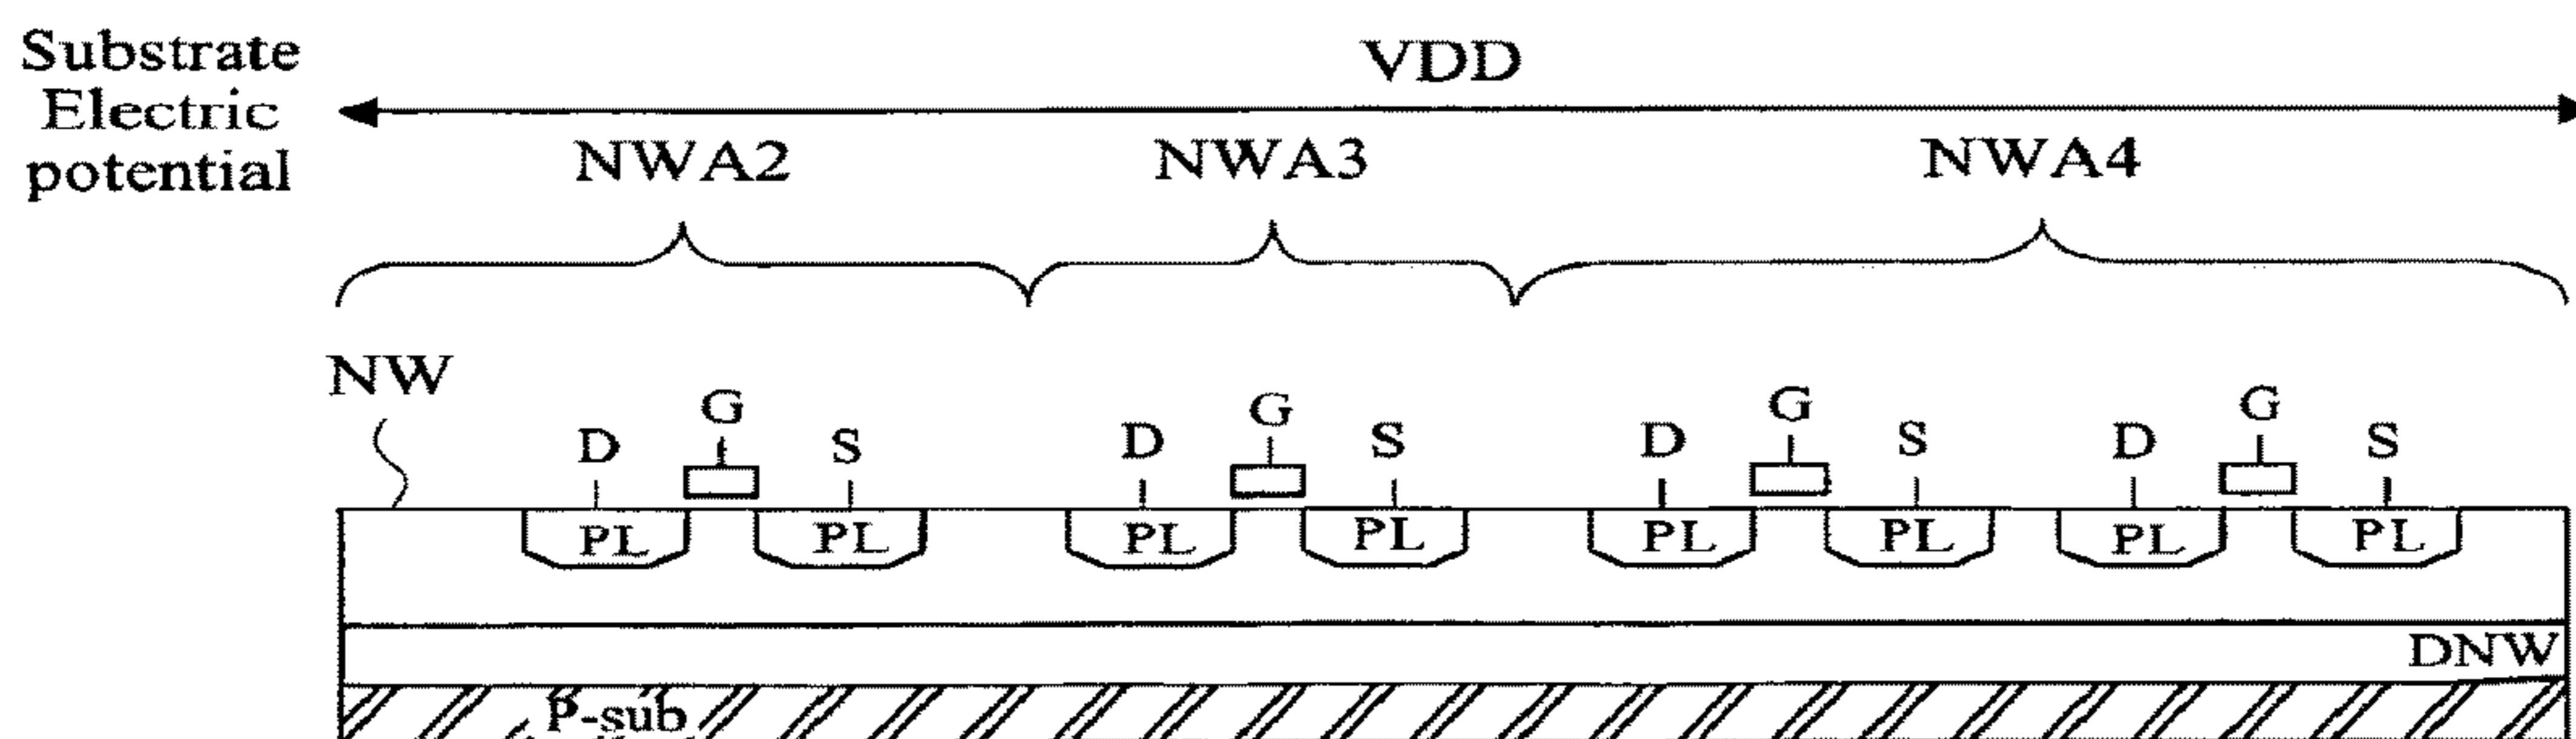 Substrate
Electric
potential
VDD
NWA2 NWA3 NWA4
NW
G G G G
D S D S D S D S
PL PL PL PL PL PL PL PL
DNW
P-sub